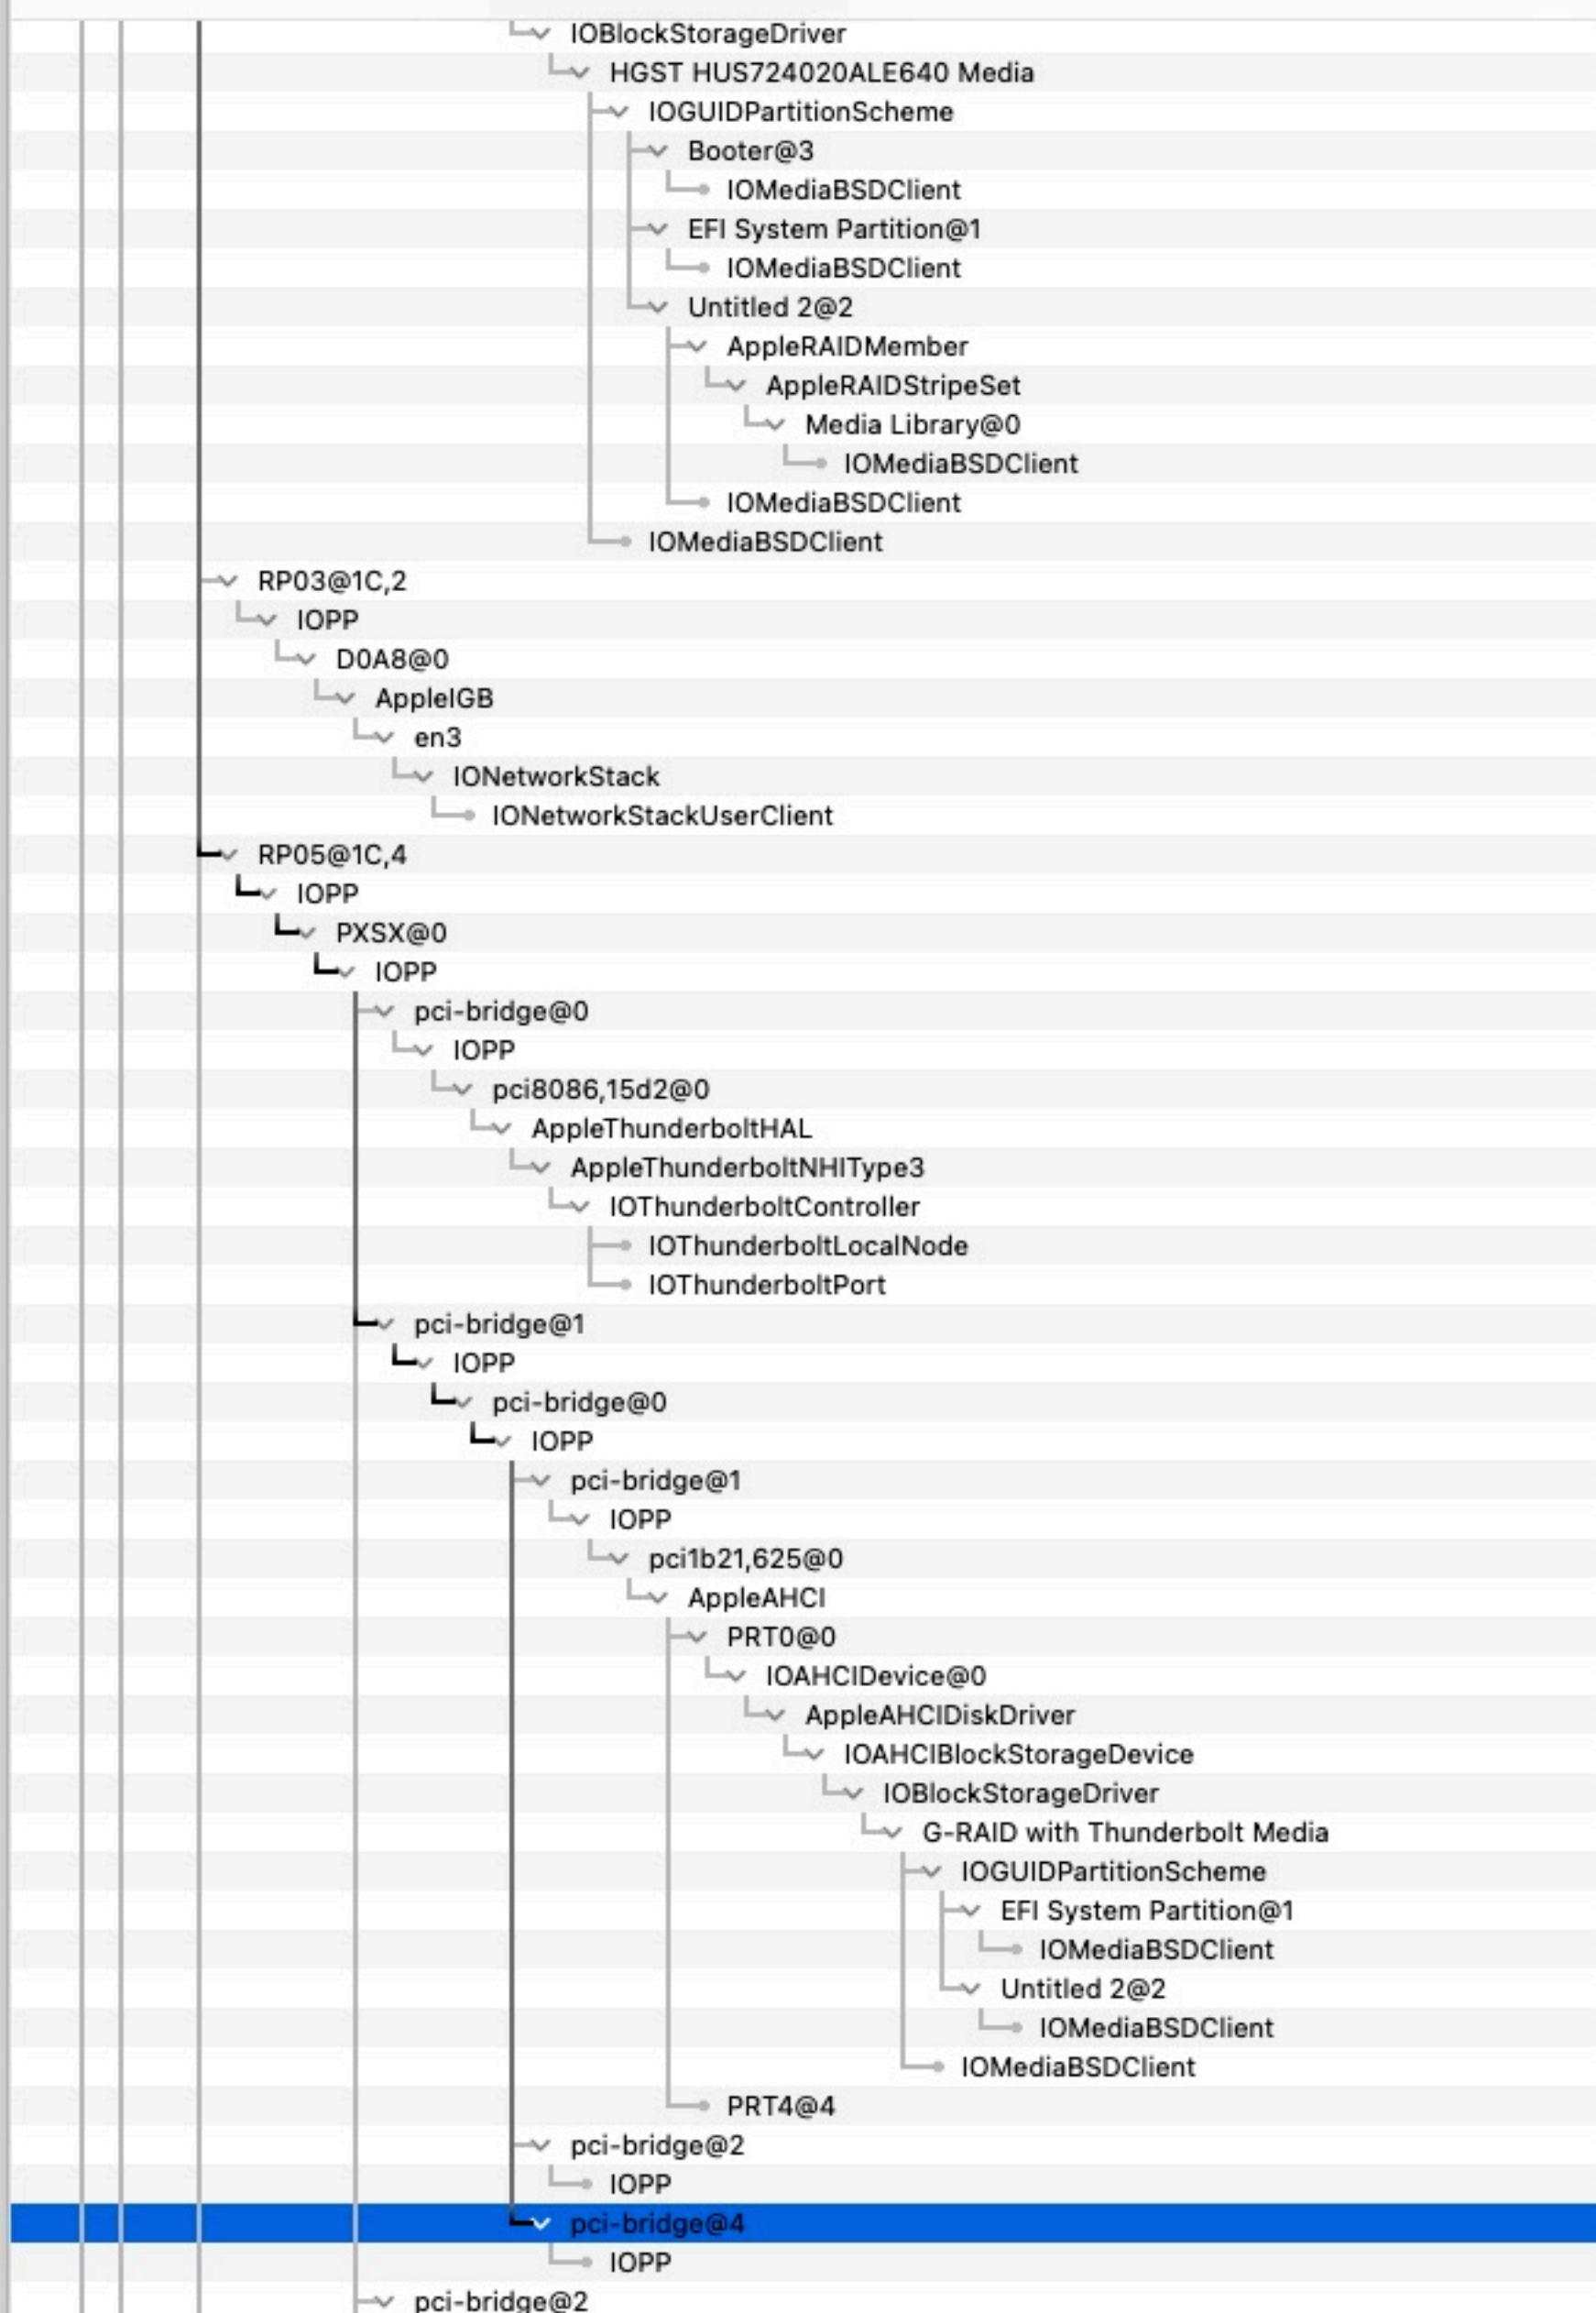 IOBlockStorageDriver
HGST HUS724020ALE640 Media
IOGUIDPartitionScheme
Booter@3
IOMediaBSDClient
EFI System Partition@1
IOMediaBSDClient
Untitled 2@2
AppleRAIDMember
AppleRAIDStripeSet
Media Library@0
IOMediaBSDClient
IOMediaBSDClient
IOMediaBSDClient
RP03@1C,2
IOPP
D0A8@0
AppleIGB
en3
IONetworkStack
IONetworkStackUserClient
RP05@1C,4
IOPP
PXSX@0
IOPP
pci-bridge@0
IOPP
pci8086,15d2@0
AppleThunderboltHAL
AppleThunderboltNHIType3
IOThunderboltController
IOThunderboltLocalNode
IOThunderboltPort
pci-bridge@1
IOPP
pci-bridge@0
IOPP
pci-bridge@1
IOPP
pci1b21,625@0
AppleAHCI
PRT0@0
IOAHCIDevice@0
AppleAHCIDiskDriver
IOAHCIBlockStorageDevice
IOBlockStorageDriver
G-RAID with Thunderbolt Media
IOGUIDPartitionScheme
EFI System Partition@1
IOMediaBSDClient
Untitled 2@2
IOMediaBSDClient
IOMediaBSDClient
PRT4@4
pci-bridge@2
IOPP
pci-bridge@4
IOPP
pci-bridge@2